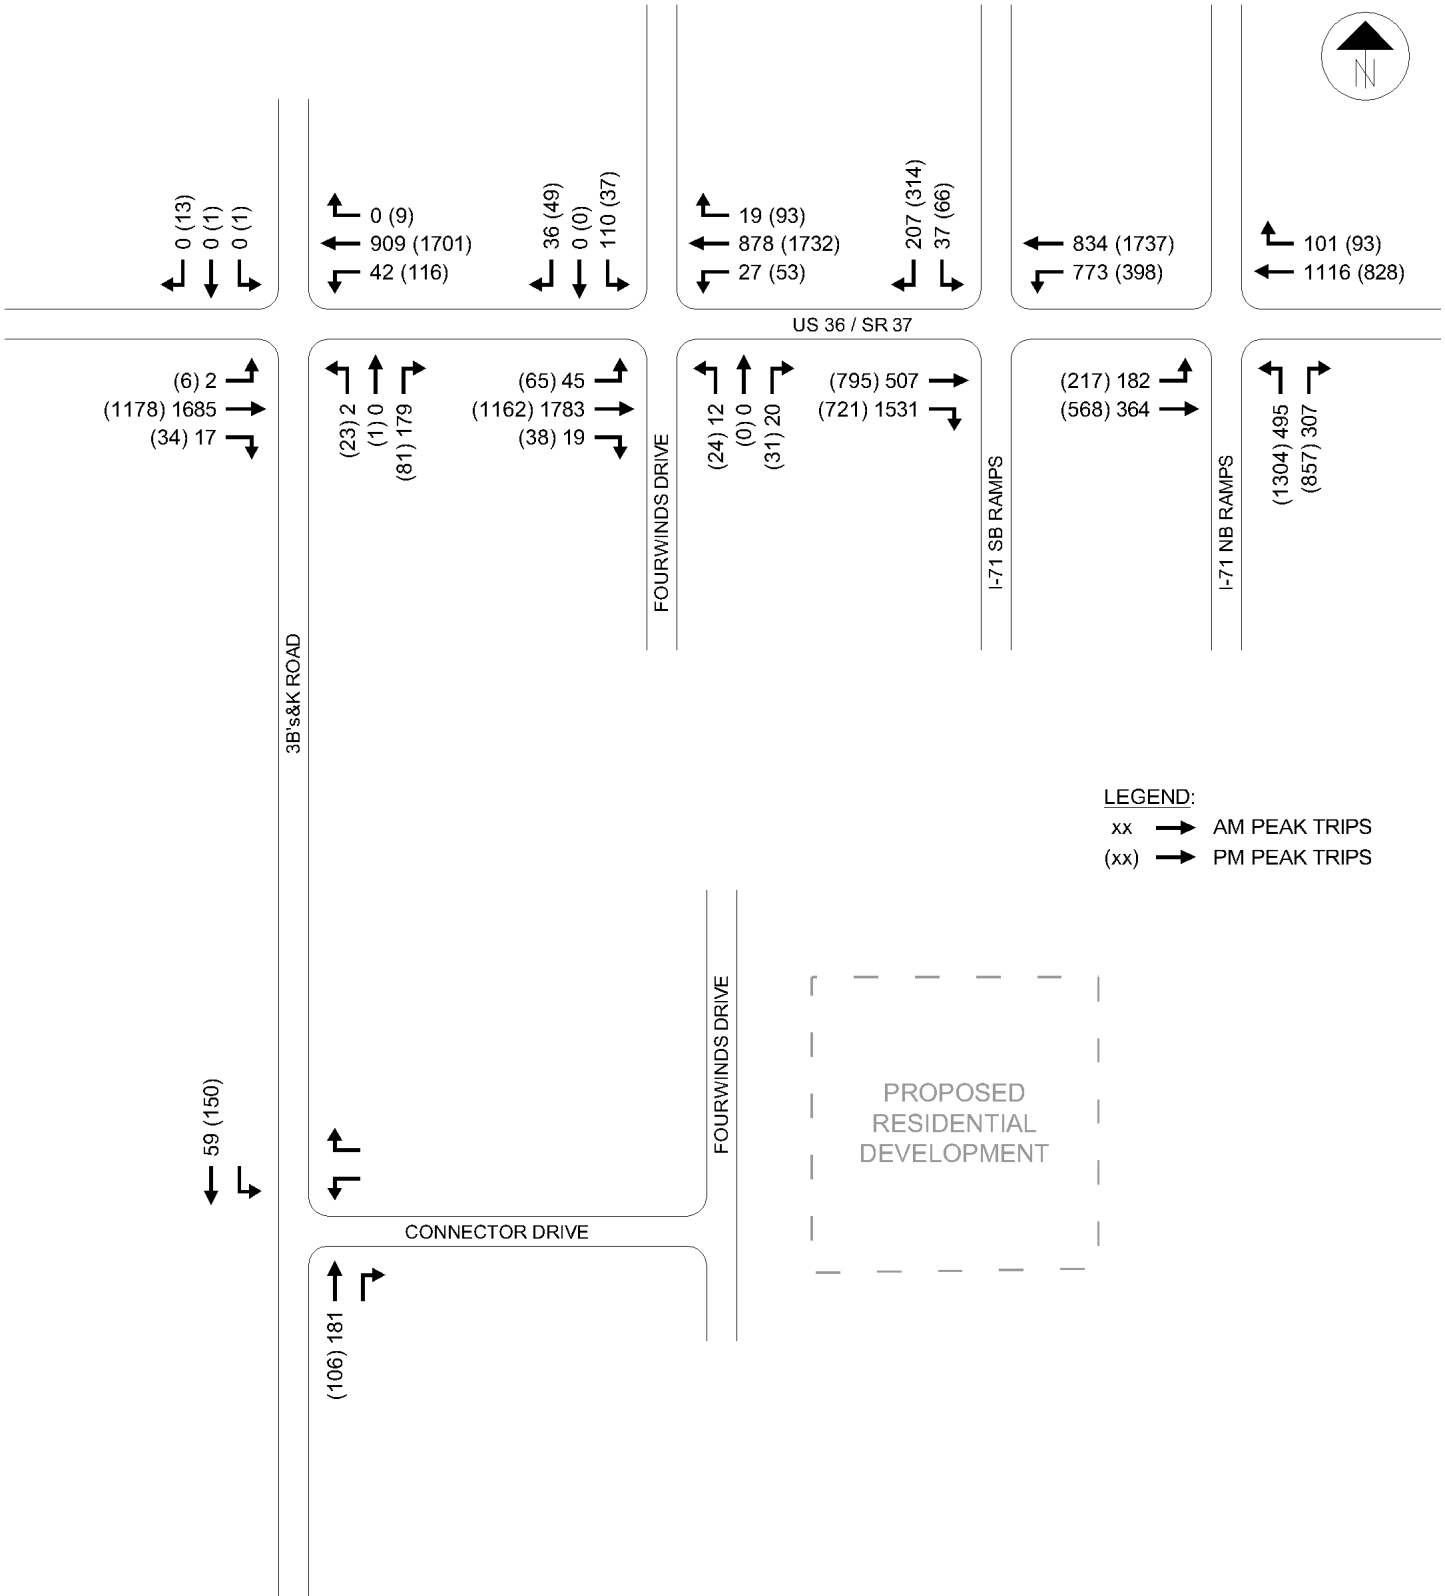 N
0 (13)
0 (1)
0 (1)
0 (9)
909 (1701)
42 (116)
36 (49)
0 (0)
110 (37)
19 (93)
878 (1732)
27 (53)
207 (314)
37 (66)
834 (1737)
773 (398)
101 (93)
1116 (828)
US 36 / SR 37
(6) 2
(1178) 1685
(34) 17
(23) 2
(1) 0
(81) 179
(65) 45
(1162) 1783
(38) 19
(24) 12
(0) 0
(31) 20
(795) 507
(721) 1531
(217) 182
(568) 364
(1304) 495
(857) 307
FOURWINDS DRIVE
I-71 SB RAMPS
I-71 NB RAMPS
3B's&K ROAD
LEGEND:
xx AM PEAK TRIPS
(xx) PM PEAK TRIPS
FOURWINDS DRIVE
PROPOSED
RESIDENTIAL
DEVELOPMENT
59 (150)
CONNECTOR DRIVE
(106) 181